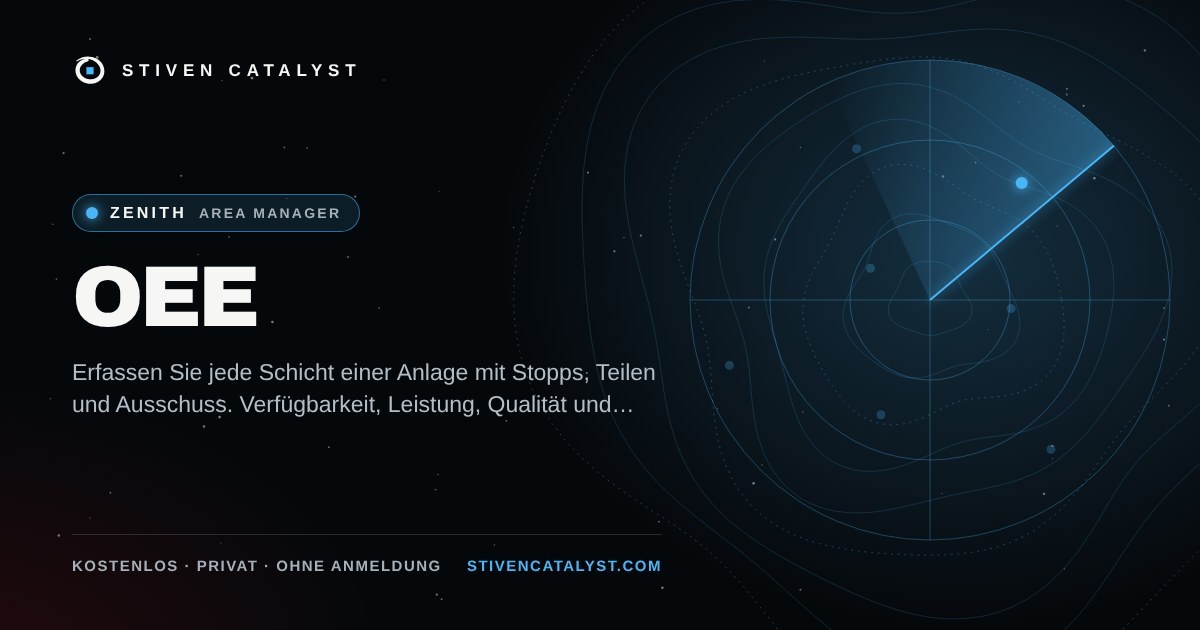 STIVEN CATALYST
ZENITH AREA MANAGER
OEE
Erfassen Sie jede Schicht einer Anlage mit Stopps, Teilen
und Ausschuss. Verfügbarkeit, Leistung, Qualität und…
KOSTENLOS · PRIVAT · OHNE ANMELDUNG STIVENCATALYST.COM